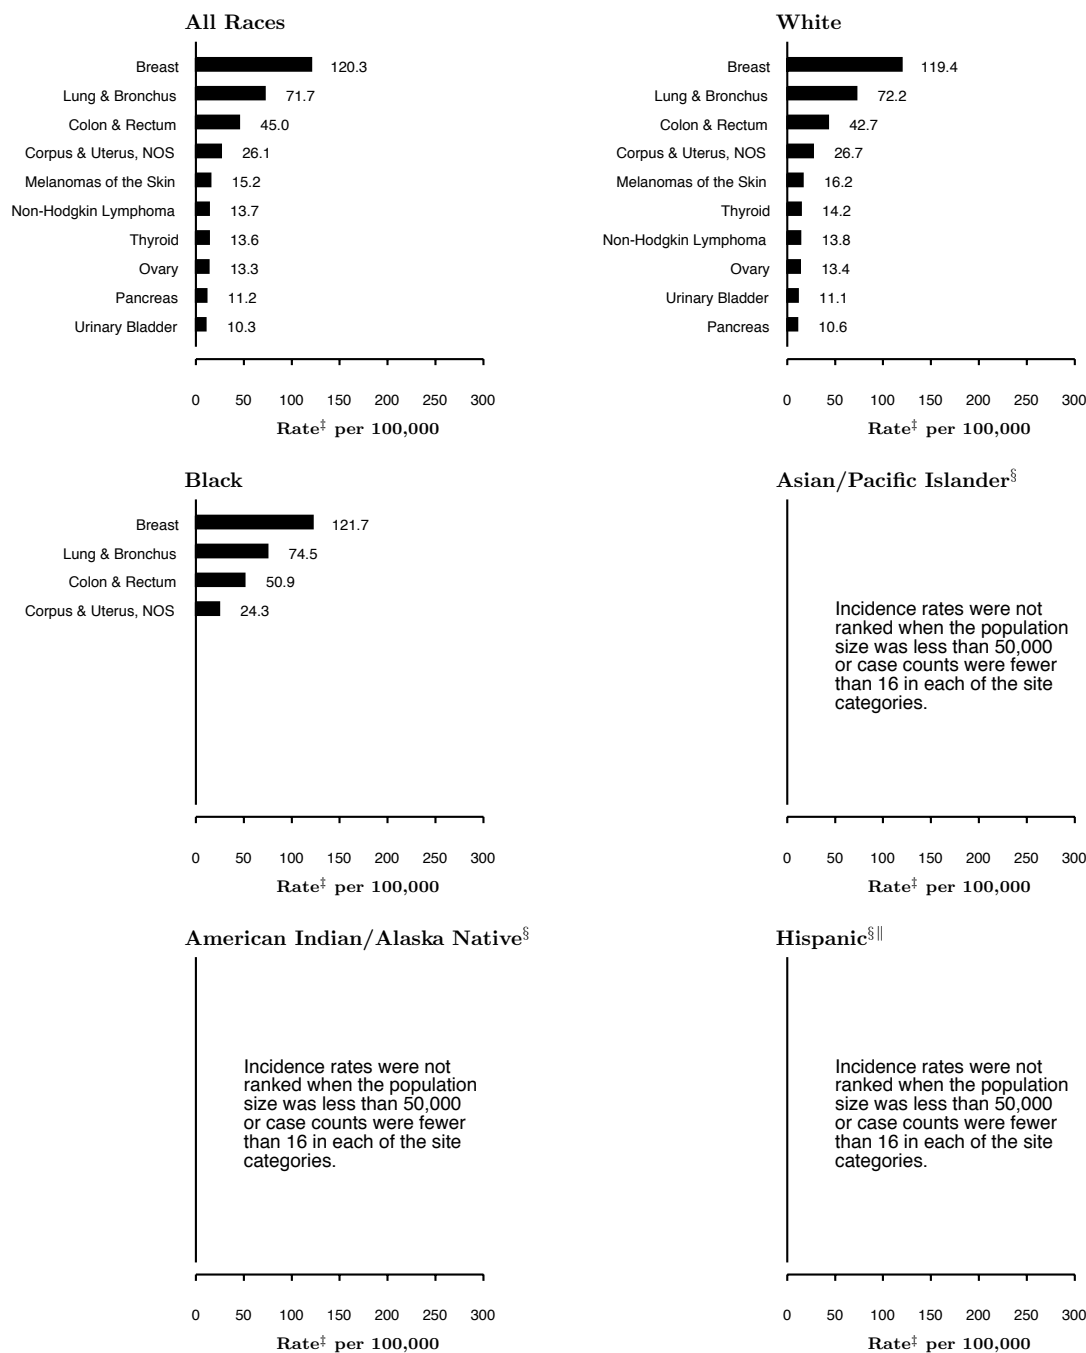 All Races
Breast 120.3
Lung & Bronchus 71.7
Colon & Rectum 45.0
Corpus & Uterus, NOS 26.1
Melanomas of the Skin 15.2
Non-Hodgkin Lymphoma 13.7
Thyroid 13.6
Ovary 13.3
Pancreas 11.2
Urinary Bladder 10.3
0 50 100 150 200 250 300
Rate‡ per 100,000
White
Breast 119.4
Lung & Bronchus 72.2
Colon & Rectum 42.7
Corpus & Uterus, NOS 26.7
Melanomas of the Skin 16.2
Thyroid 14.2
Non-Hodgkin Lymphoma 13.8
Ovary 13.4
Urinary Bladder 11.1
Pancreas 10.6
0 50 100 150 200 250 300
Rate‡ per 100,000
Black
Breast 121.7
Lung & Bronchus 74.5
Colon & Rectum 50.9
Corpus & Uterus, NOS 24.3
0 50 100 150 200 250 300
Rate‡ per 100,000
Asian/Pacific Islander§
Incidence rates were not
ranked when the population
size was less than 50,000
or case counts were fewer
than 16 in each of the site
categories.
0 50 100 150 200 250 300
Rate‡ per 100,000
American Indian/Alaska Native§
Incidence rates were not
ranked when the population
size was less than 50,000
or case counts were fewer
than 16 in each of the site
categories.
0 50 100 150 200 250 300
Rate‡ per 100,000
Hispanic§‖
Incidence rates were not
ranked when the population
size was less than 50,000
or case counts were fewer
than 16 in each of the site
categories.
0 50 100 150 200 250 300
Rate‡ per 100,000